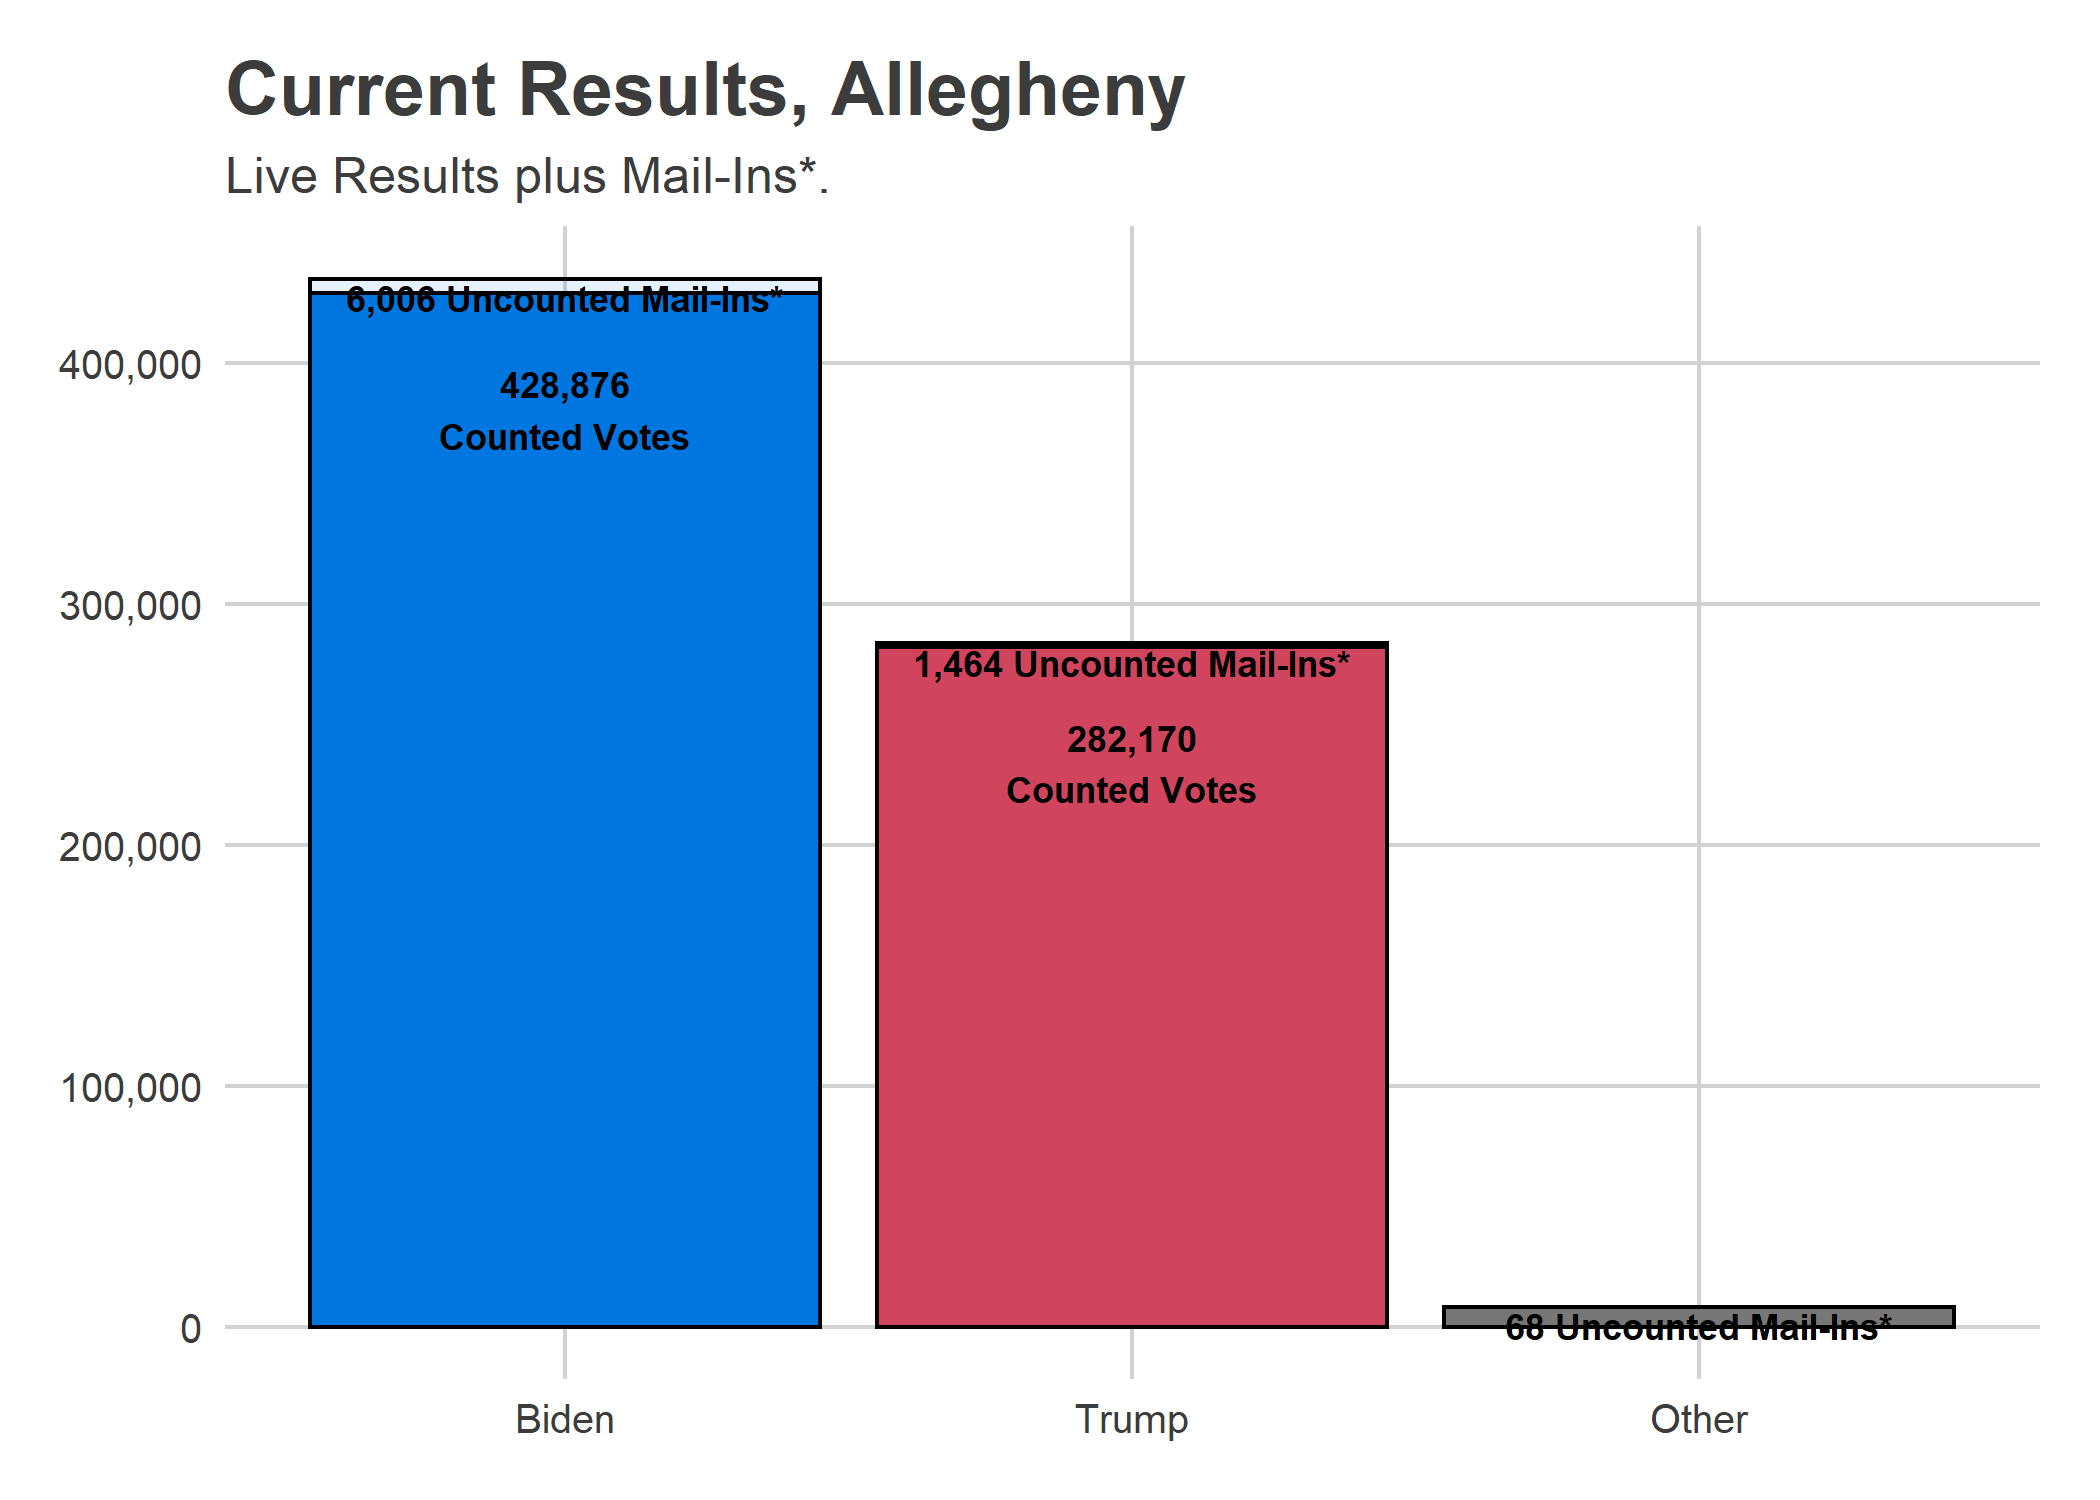 Current Results, Allegheny
Live Results plus Mail-Ins*.
6,006 Uncounted Mail-Ins*
428,876
Counted Votes
1,464 Uncounted Mail-Ins*
282,170
Counted Votes
68 Uncounted Mail-Ins*
400,000
300,000
200,000
100,000
0
Biden
Trump
Other